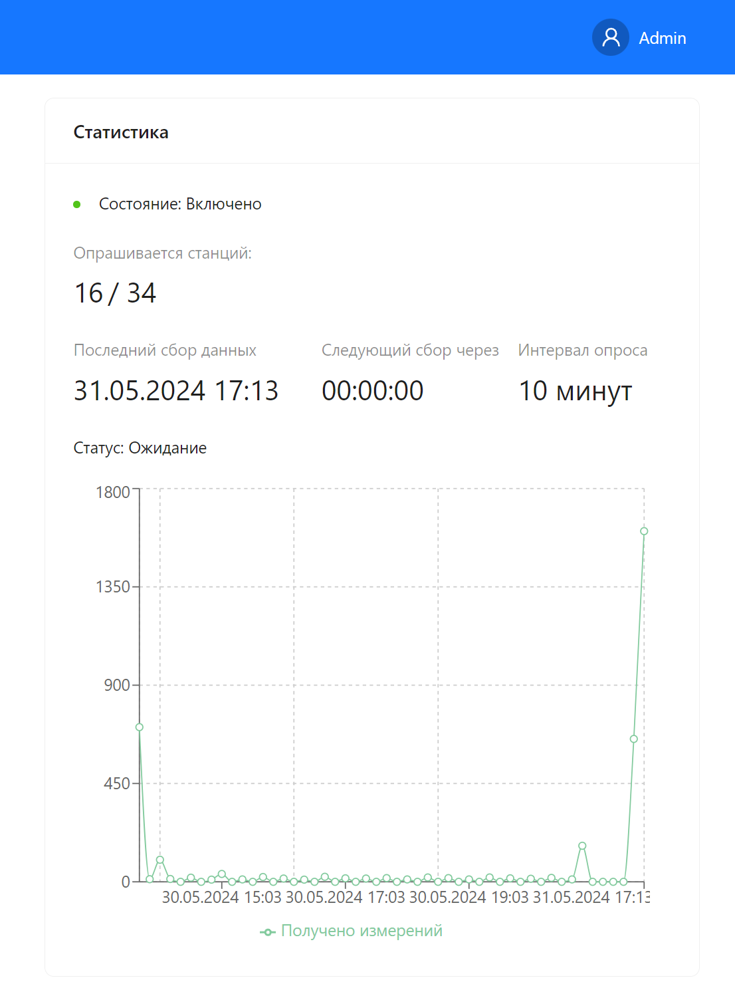 Admin
Статистика
Состояние: Включено
Опрашивается станций:
16 / 34
Последний сбор данных Следующий сбор через Интервал опроса
31.05.2024 17:13 00:00:00 10 минут
Статус: Ожидание
1800
1350
900
450
0
30.05.2024 15:03 30.05.2024 17:03 30.05.2024 19:03 31.05.2024 17:13
Получено измерений